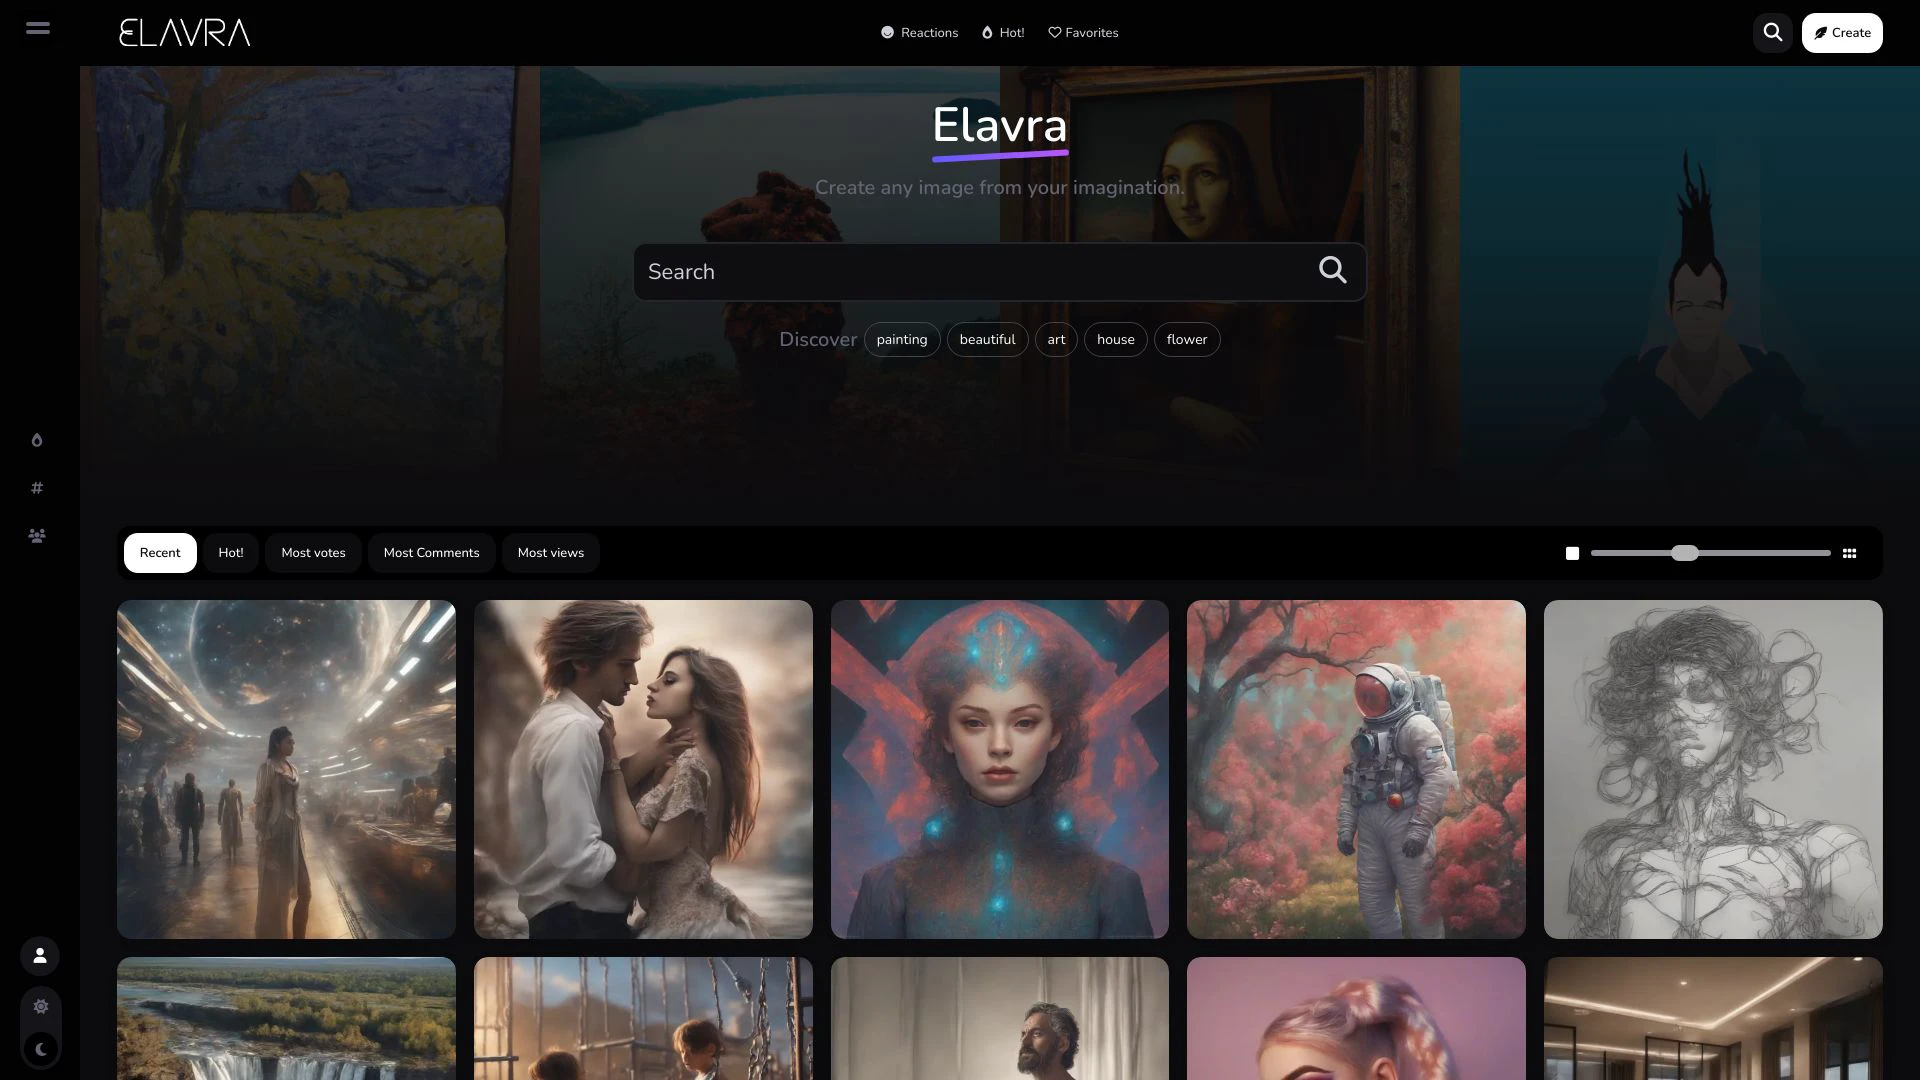 ELAVRA
Reactions Hot! Favorites
Create
Elavra
Create any image from your imagination.
Search
Discover painting beautiful art house flower
Recent Hot! Most votes Most Comments Most views